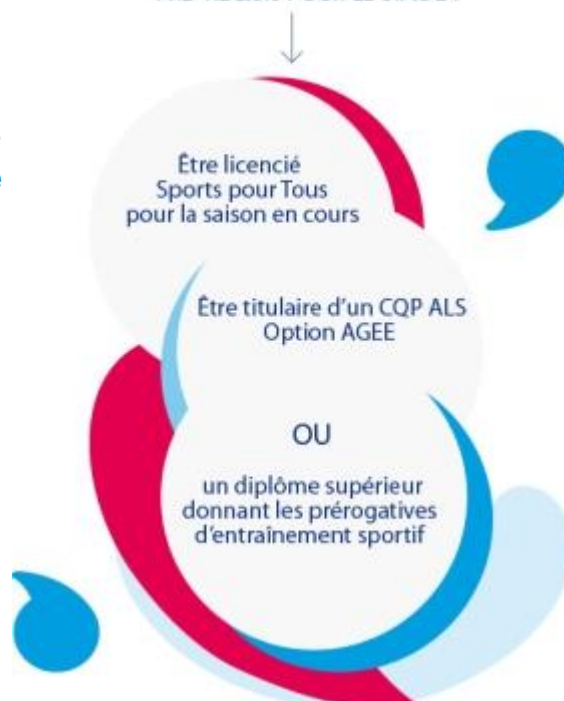 Être licencié
Sports pour Tous
pour la saison en cours
Être titulaire d'un CQP ALS
Option AGEE
OU
un diplôme supérieur
donnant les prérogatives
d'entraînement sportif